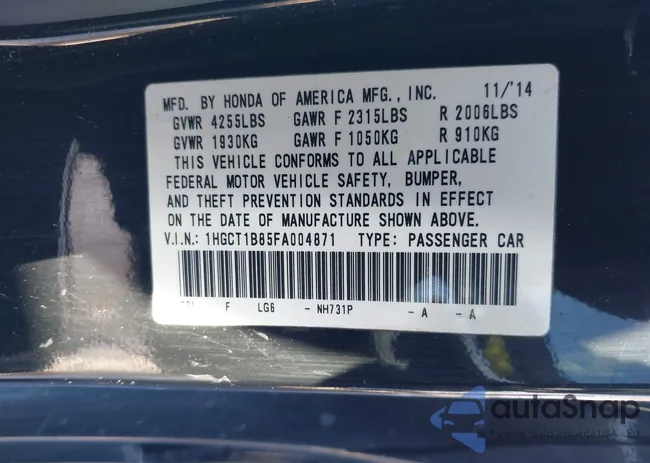 MFD. BY HONDA OF AMERICA MFG., INC. 11/'14
GVWR 4255LBS GAWR F 2315LBS R 2006LBS
GVWR 1930KG GAWR F 1050KG R 910KG
THIS VEHICLE CONFORMS TO ALL APPLICABLE
FEDERAL MOTOR VEHICLE SAFETY, BUMPER,
AND THEFT PREVENTION STANDARDS IN EFFECT
ON THE DATE OF MANUFACTURE SHOWN ABOVE.
V.I.N.: 1HGCT1B85FA004871 TYPE: PASSENGER CAR
F LG6 - NH731P - A - A
autoSnap